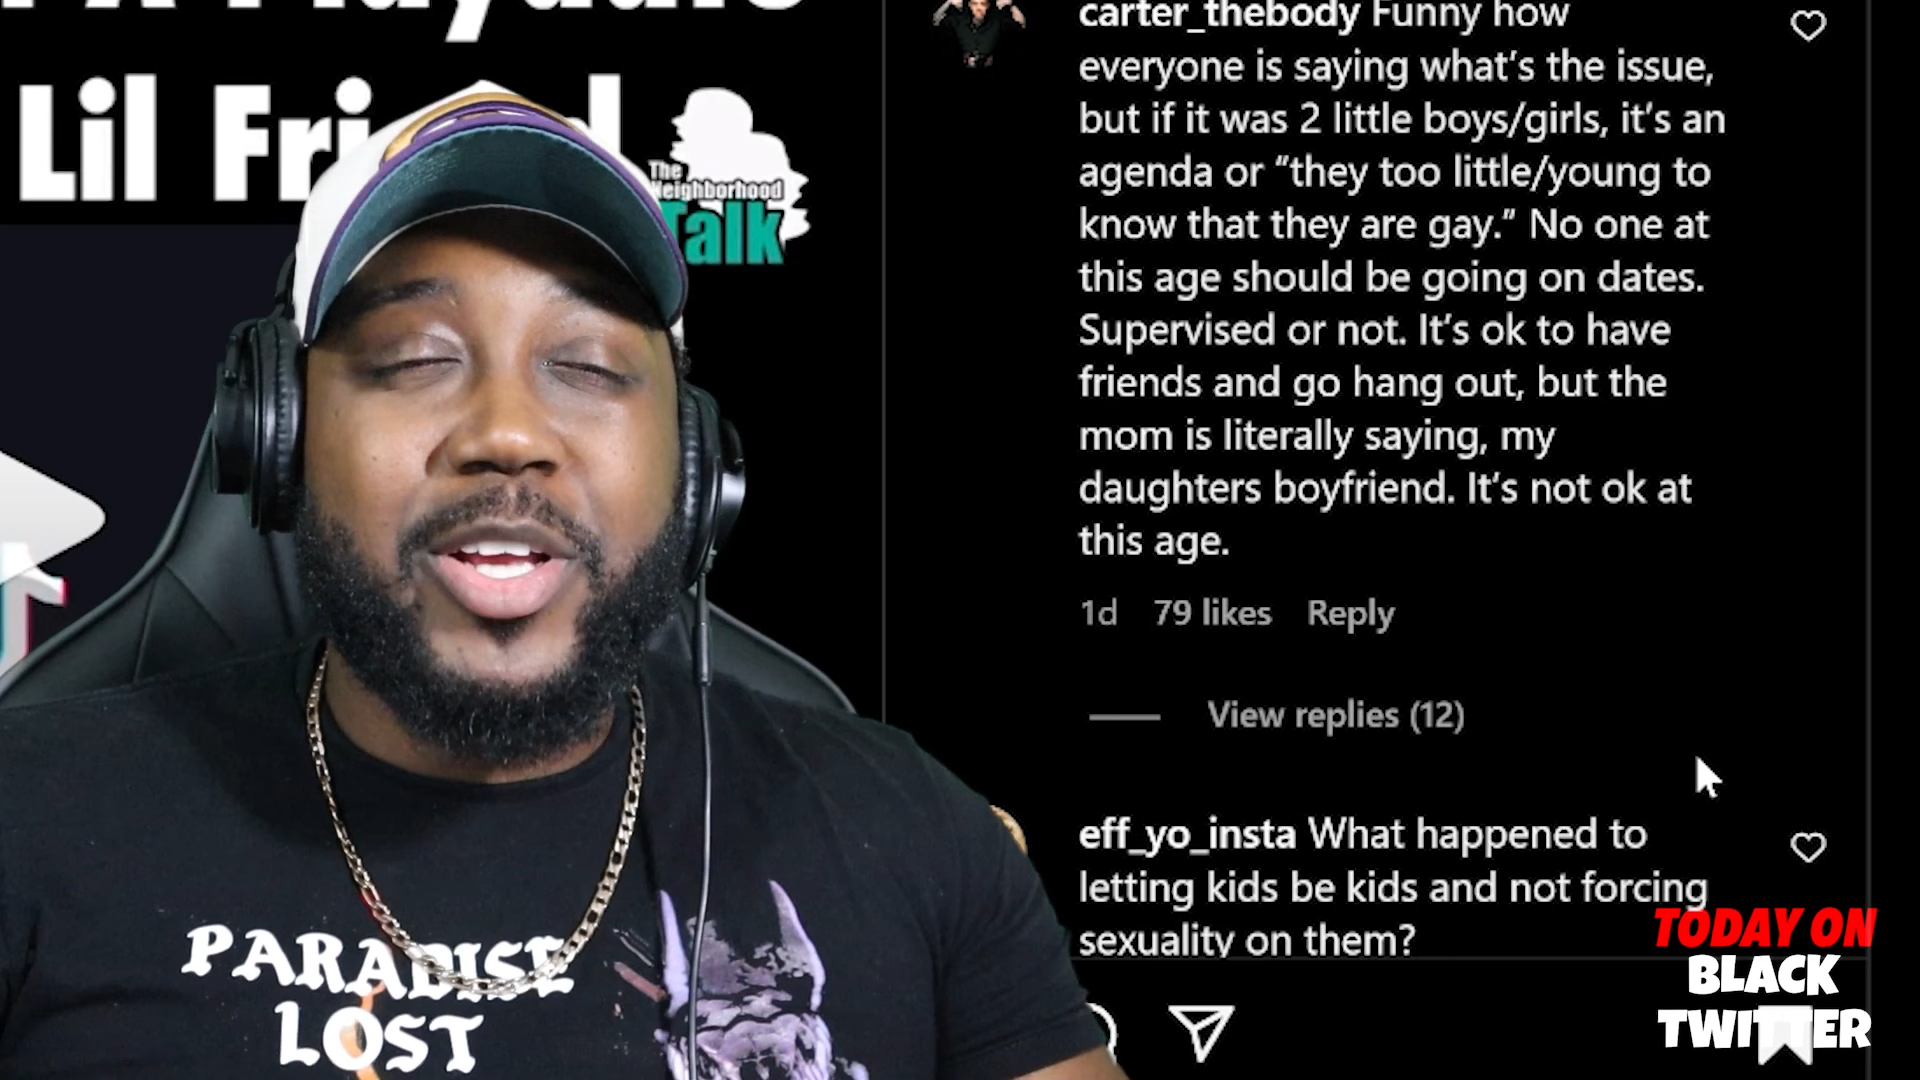 Lil Fri d
The
Neighborhood
Talk
carter_thebody Funny how
everyone is saying what's the issue,
but if it was 2 little boys/girls, it's an
agenda or "they too little/young to
know that they are gay." No one at
this age should be going on dates.
Supervised or not. It's ok to have
friends and go hang out, but the
mom is literally saying, my
daughters boyfriend. It's not ok at
this age.
1d 79 likes Reply
View replies (12)
eff_yo_insta What happened to
letting kids be kids and not forcing
sexuality on them?
TODAY ON
BLACK
TWITTER
PARADISE
LOST